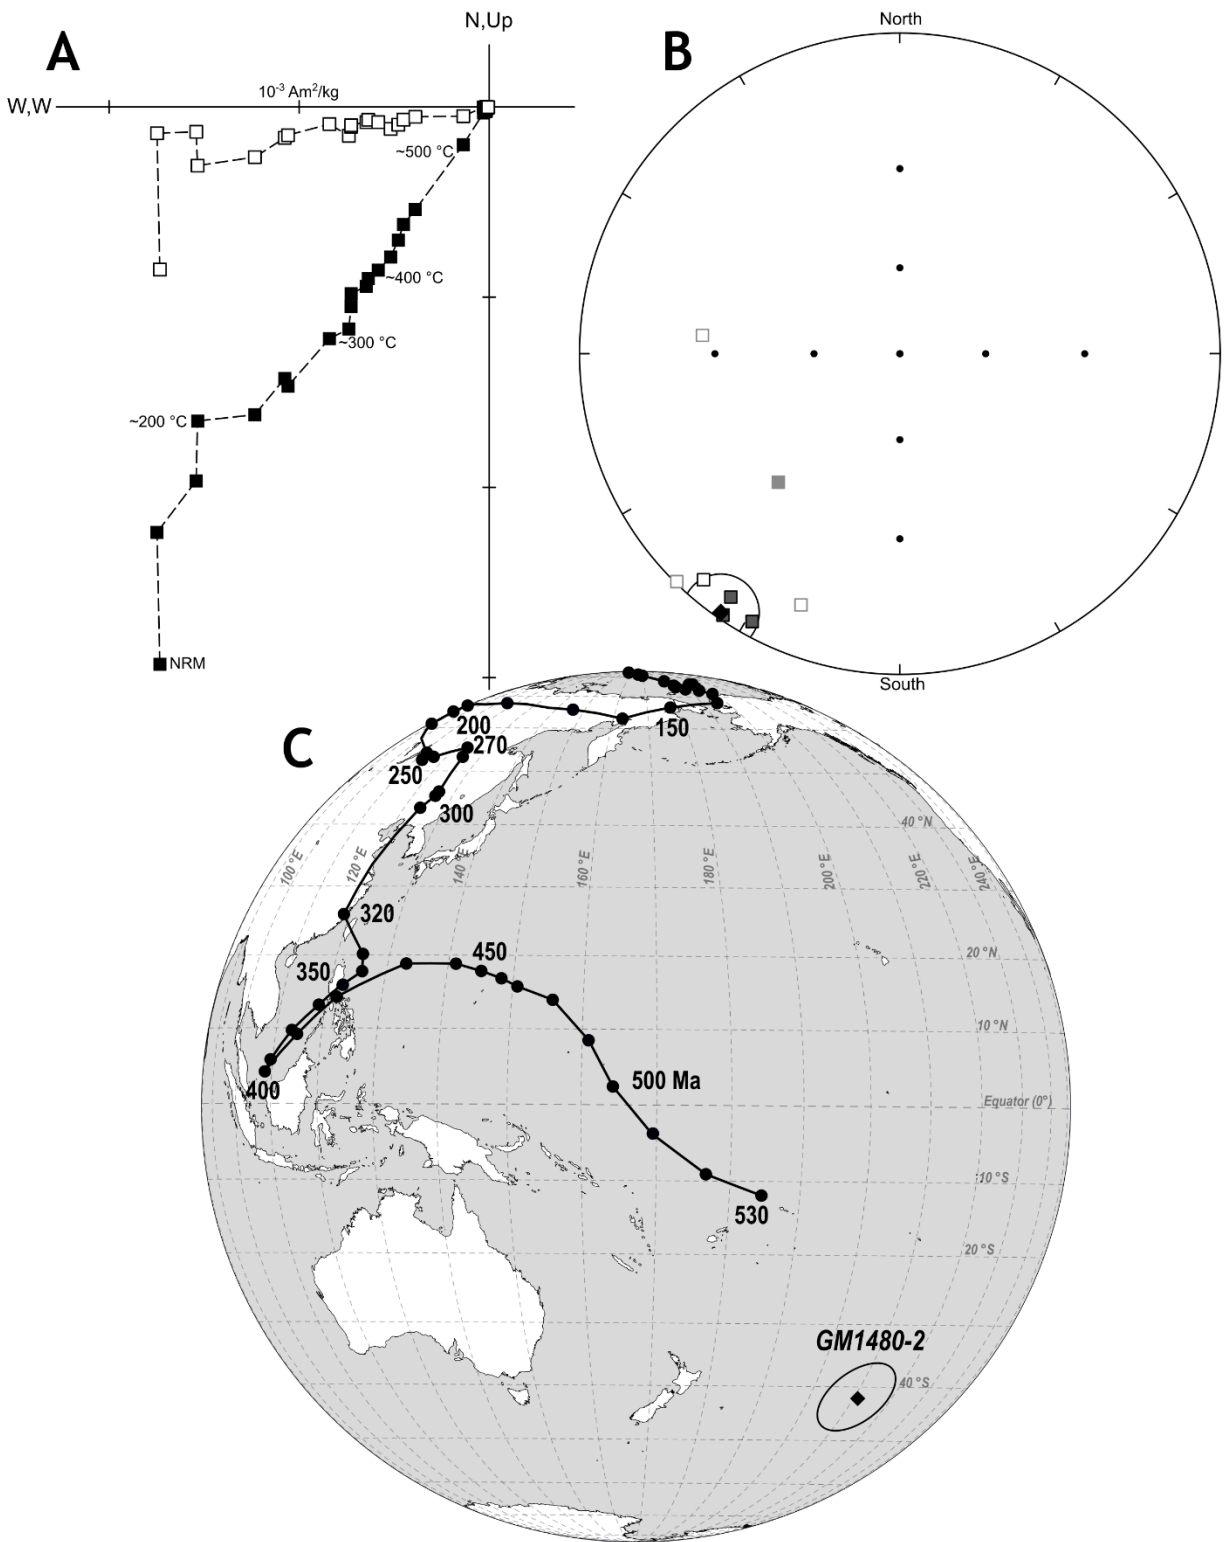 A
N,Up
W,W
10-3 Am2/kg
~500 °C
~400 °C
~300 °C
~200 °C
NRM
B
North
South
C
200
150
270
250
300
40 °N
100 °E
120 °E
140 °E
160 °E
180 °E
200 °E
220 °E
240 °E
320
450
20 °N
350
10 °N
400
500 Ma
Equator (0°)
10 °S
530
20 °S
GM1480-2
40 °S